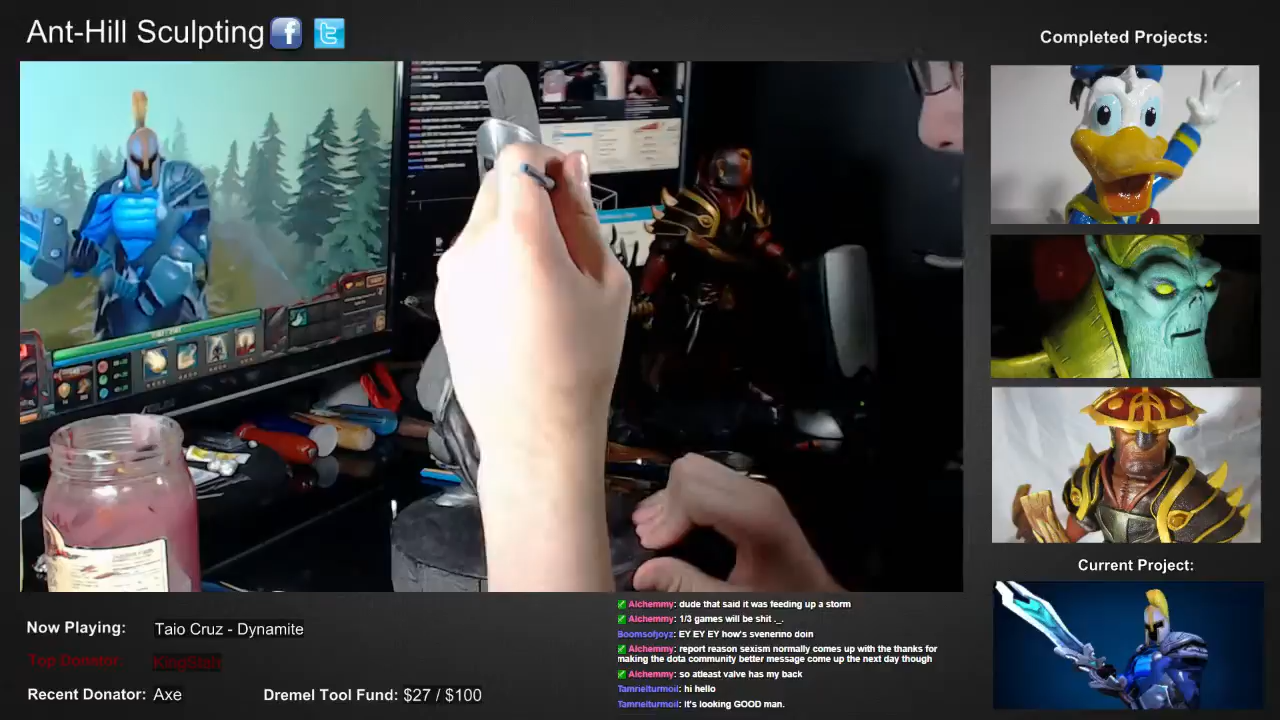 Ant-Hill Sculpting
Completed Projects:
Current Project:
Now Playing: Taio Cruz - Dynamite
Top Donator: KingStah
Recent Donator: Axe
Dremel Tool Fund: $27 / $100
Alchemmy: dude that said it was feeding up a storm
Alchemmy: 1/3 games will be shit ._.
Boomsofjoyz: EY EY EY how's svenerino doin
Alchemmy: report reason sexism normally comes up with the thanks for
making the dota community better message come up the next day though
Alchemmy: so atleast valve has my back
Tamrielturmoil: hi hello
Tamrielturmoil: It's looking GOOD man.